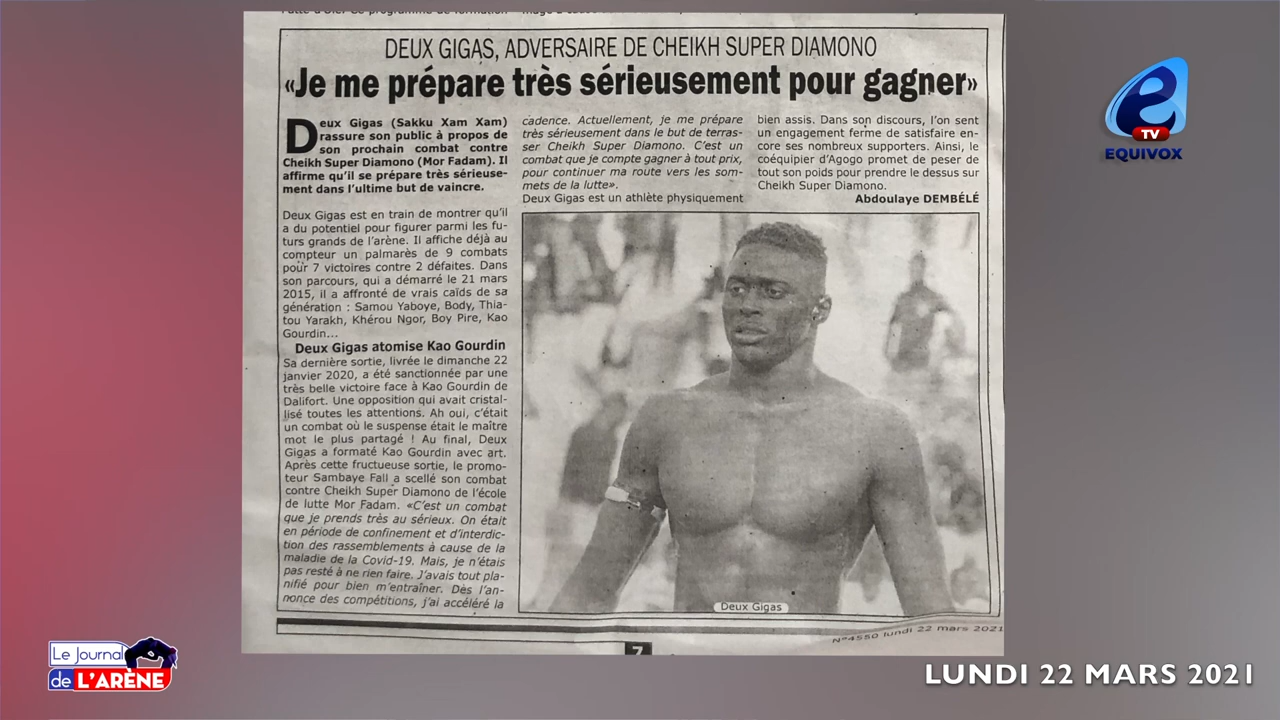 DEUX GIGAS, ADVERSAIRE DE CHEIKH SUPER DIAMONO
«Je me prépare très sérieusement pour gagner»
Deux Gigas (Sakku Xam Xam)
rassure son public à propos de
son prochain combat contre
Cheikh Super Diamono (Mor Fadam). Il
affirme qu'il se prépare très sérieuse-
ment dans l'ultime but de vaincre.
Deux Gigas est en train de montrer qu'il
a du potentiel pour figurer parmi les fu-
turs grands de l'arène. Il affiche déjà au
compteur un palmarès de 9 combats
pour 7 victoires contre 2 défaites. Dans
son parcours, qui a démarré le 21 mars
2015, il a affronté de vrais caïds de sa
génération : Samou Yaboye, Body, Thia-
tou Yarakh, Khérou Ngor, Boy Pire, Kao
Gourdin...
Deux Gigas atomise Kao Gourdin
Sa dernière sortie, livrée le dimanche 22
janvier 2020, a été sanctionnée par une
très belle victoire face à Kao Gourdin de
Dalifort. Une opposition qui avait cristal-
lisé toutes les attentions. Ah oui, c'était
un combat où le suspense était le maître
mot le plus partagé ! Au final, Deux
Gigas a formaté Kao Gourdin avec art.
Après cette fructueuse sortie, le promo-
teur Sambaye Fall a scellé son combat
contre Cheikh Super Diamono de l'école
de lutte Mor Fadam. «C'est un combat
que je prends très au sérieux. On était
en période de confinement et d'interdic-
tion des rassemblements à cause de la
maladie de la Covid-19. Mais, je n'étais
pas resté à ne rien faire. J'avais tout pla-
nifié pour bien m'entraîner. Dès l'an-
nonce des compétitions, j'ai accéléré la
cadence. Actuellement, je me prépare
très sérieusement dans le but de terras-
ser Cheikh Super Diamono. C'est un
combat que je compte gagner à tout prix,
pour continuer ma route vers les som-
mets de la lutte».
Deux Gigas est un athlète physiquement
bien assis. Dans son discours, l'on sent
un engagement ferme de satisfaire en-
core ses nombreux supporters. Ainsi, le
coéquipier d'Agogo promet de peser de
tout son poids pour prendre le dessus sur
Cheikh Super Diamono.
Abdoulaye DEMBÉLÉ
Deux Gigas
N°4550 lundi 22 mars 2021
7
e TV
EQUIVOX
Le Journal
de L'ARÈNE
LUNDI 22 MARS 2021